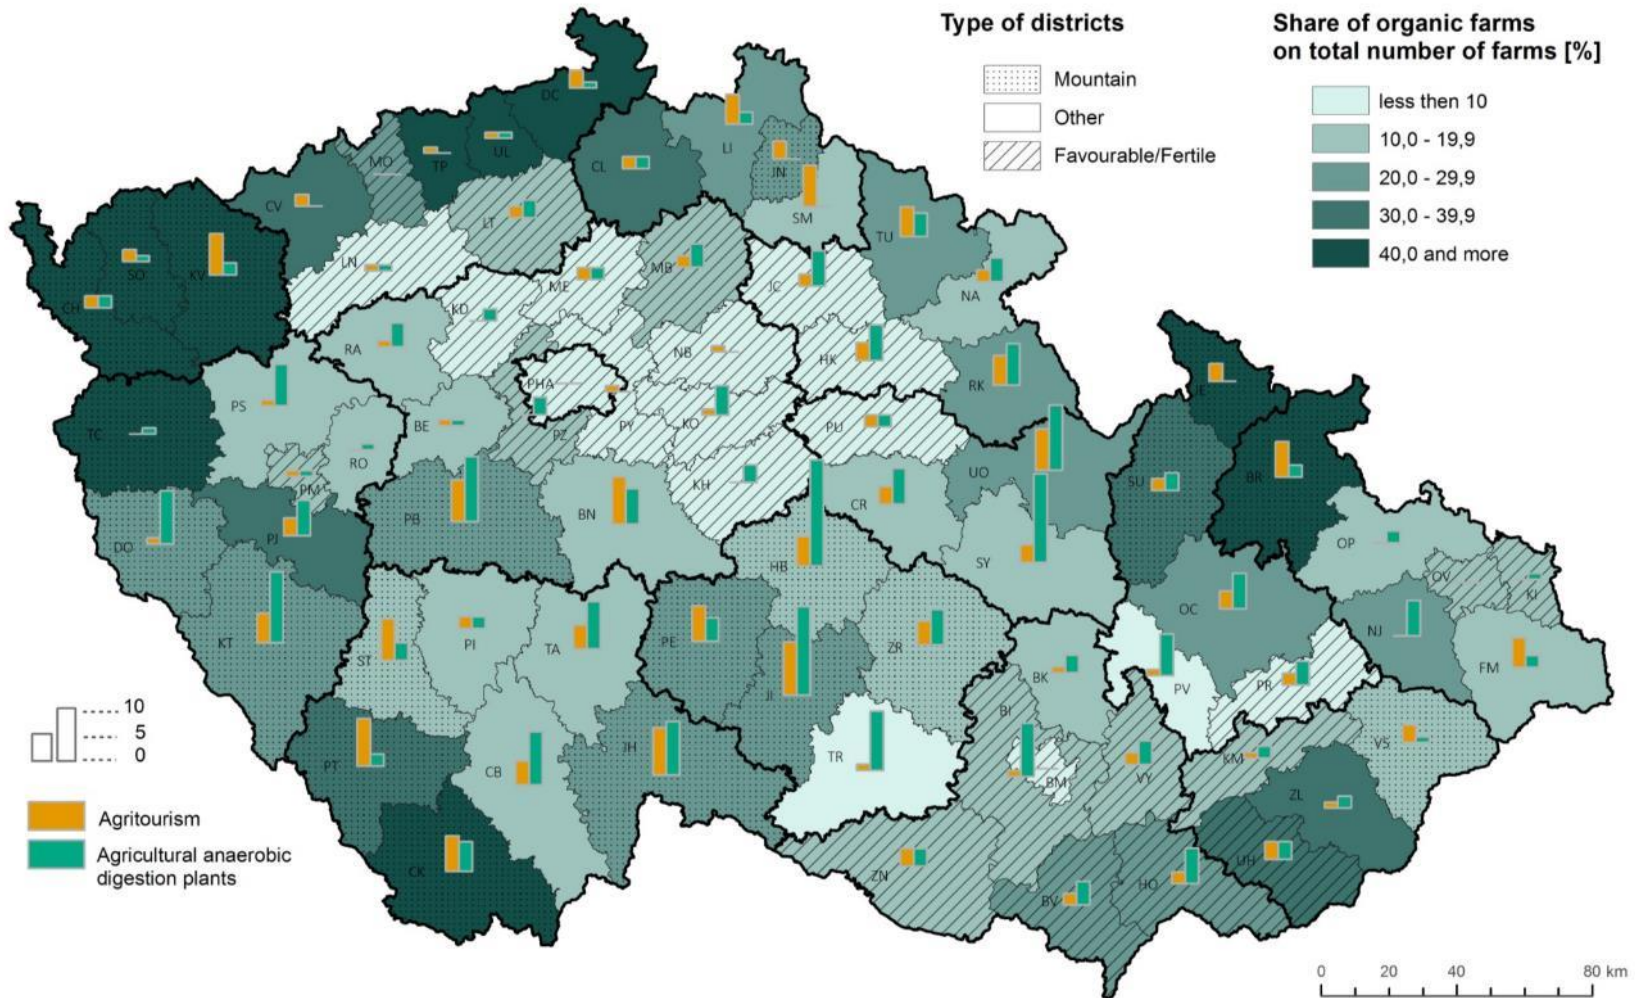 Type of districts
Mountain
Other
Favourable/Fertile
Share of organic farms
on total number of farms [%]
less then 10
10,0 - 19,9
20,0 - 29,9
30,0 - 39,9
40,0 and more
DC
LI
JN
SM
CL
UL
TP
MO
CV
LT
SO
KV
CH
LN
ME
MB
JC
TU
NA
KD
RA
NB
HK
RK
PHA
PS
TC
BE
PZ
PY
KO
PU
RO
PM
KH
UO
JE
BR
SU
CR
PB
BN
DO
PJ
HB
SY
OP
OV
KI
OC
NJ
KT
ST
PI
TA
PE
JI
ZR
BK
PV
PR
FM
BI
BM
VY
KM
VS
PT
CB
JH
TR
ZL
CK
ZN
BV
HO
UH
10
5
0
Agritourism
Agricultural anaerobic
digestion plants
0 20 40 80 km